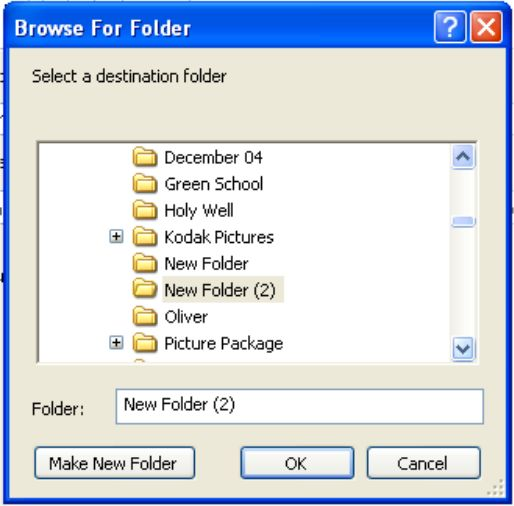 Browse For Folder
Select a destination folder
December 04
Green School
Holy Well
Kodak Pictures
New Folder
New Folder (2)
Oliver
Picture Package
Folder: New Folder (2)
Make New Folder OK Cancel